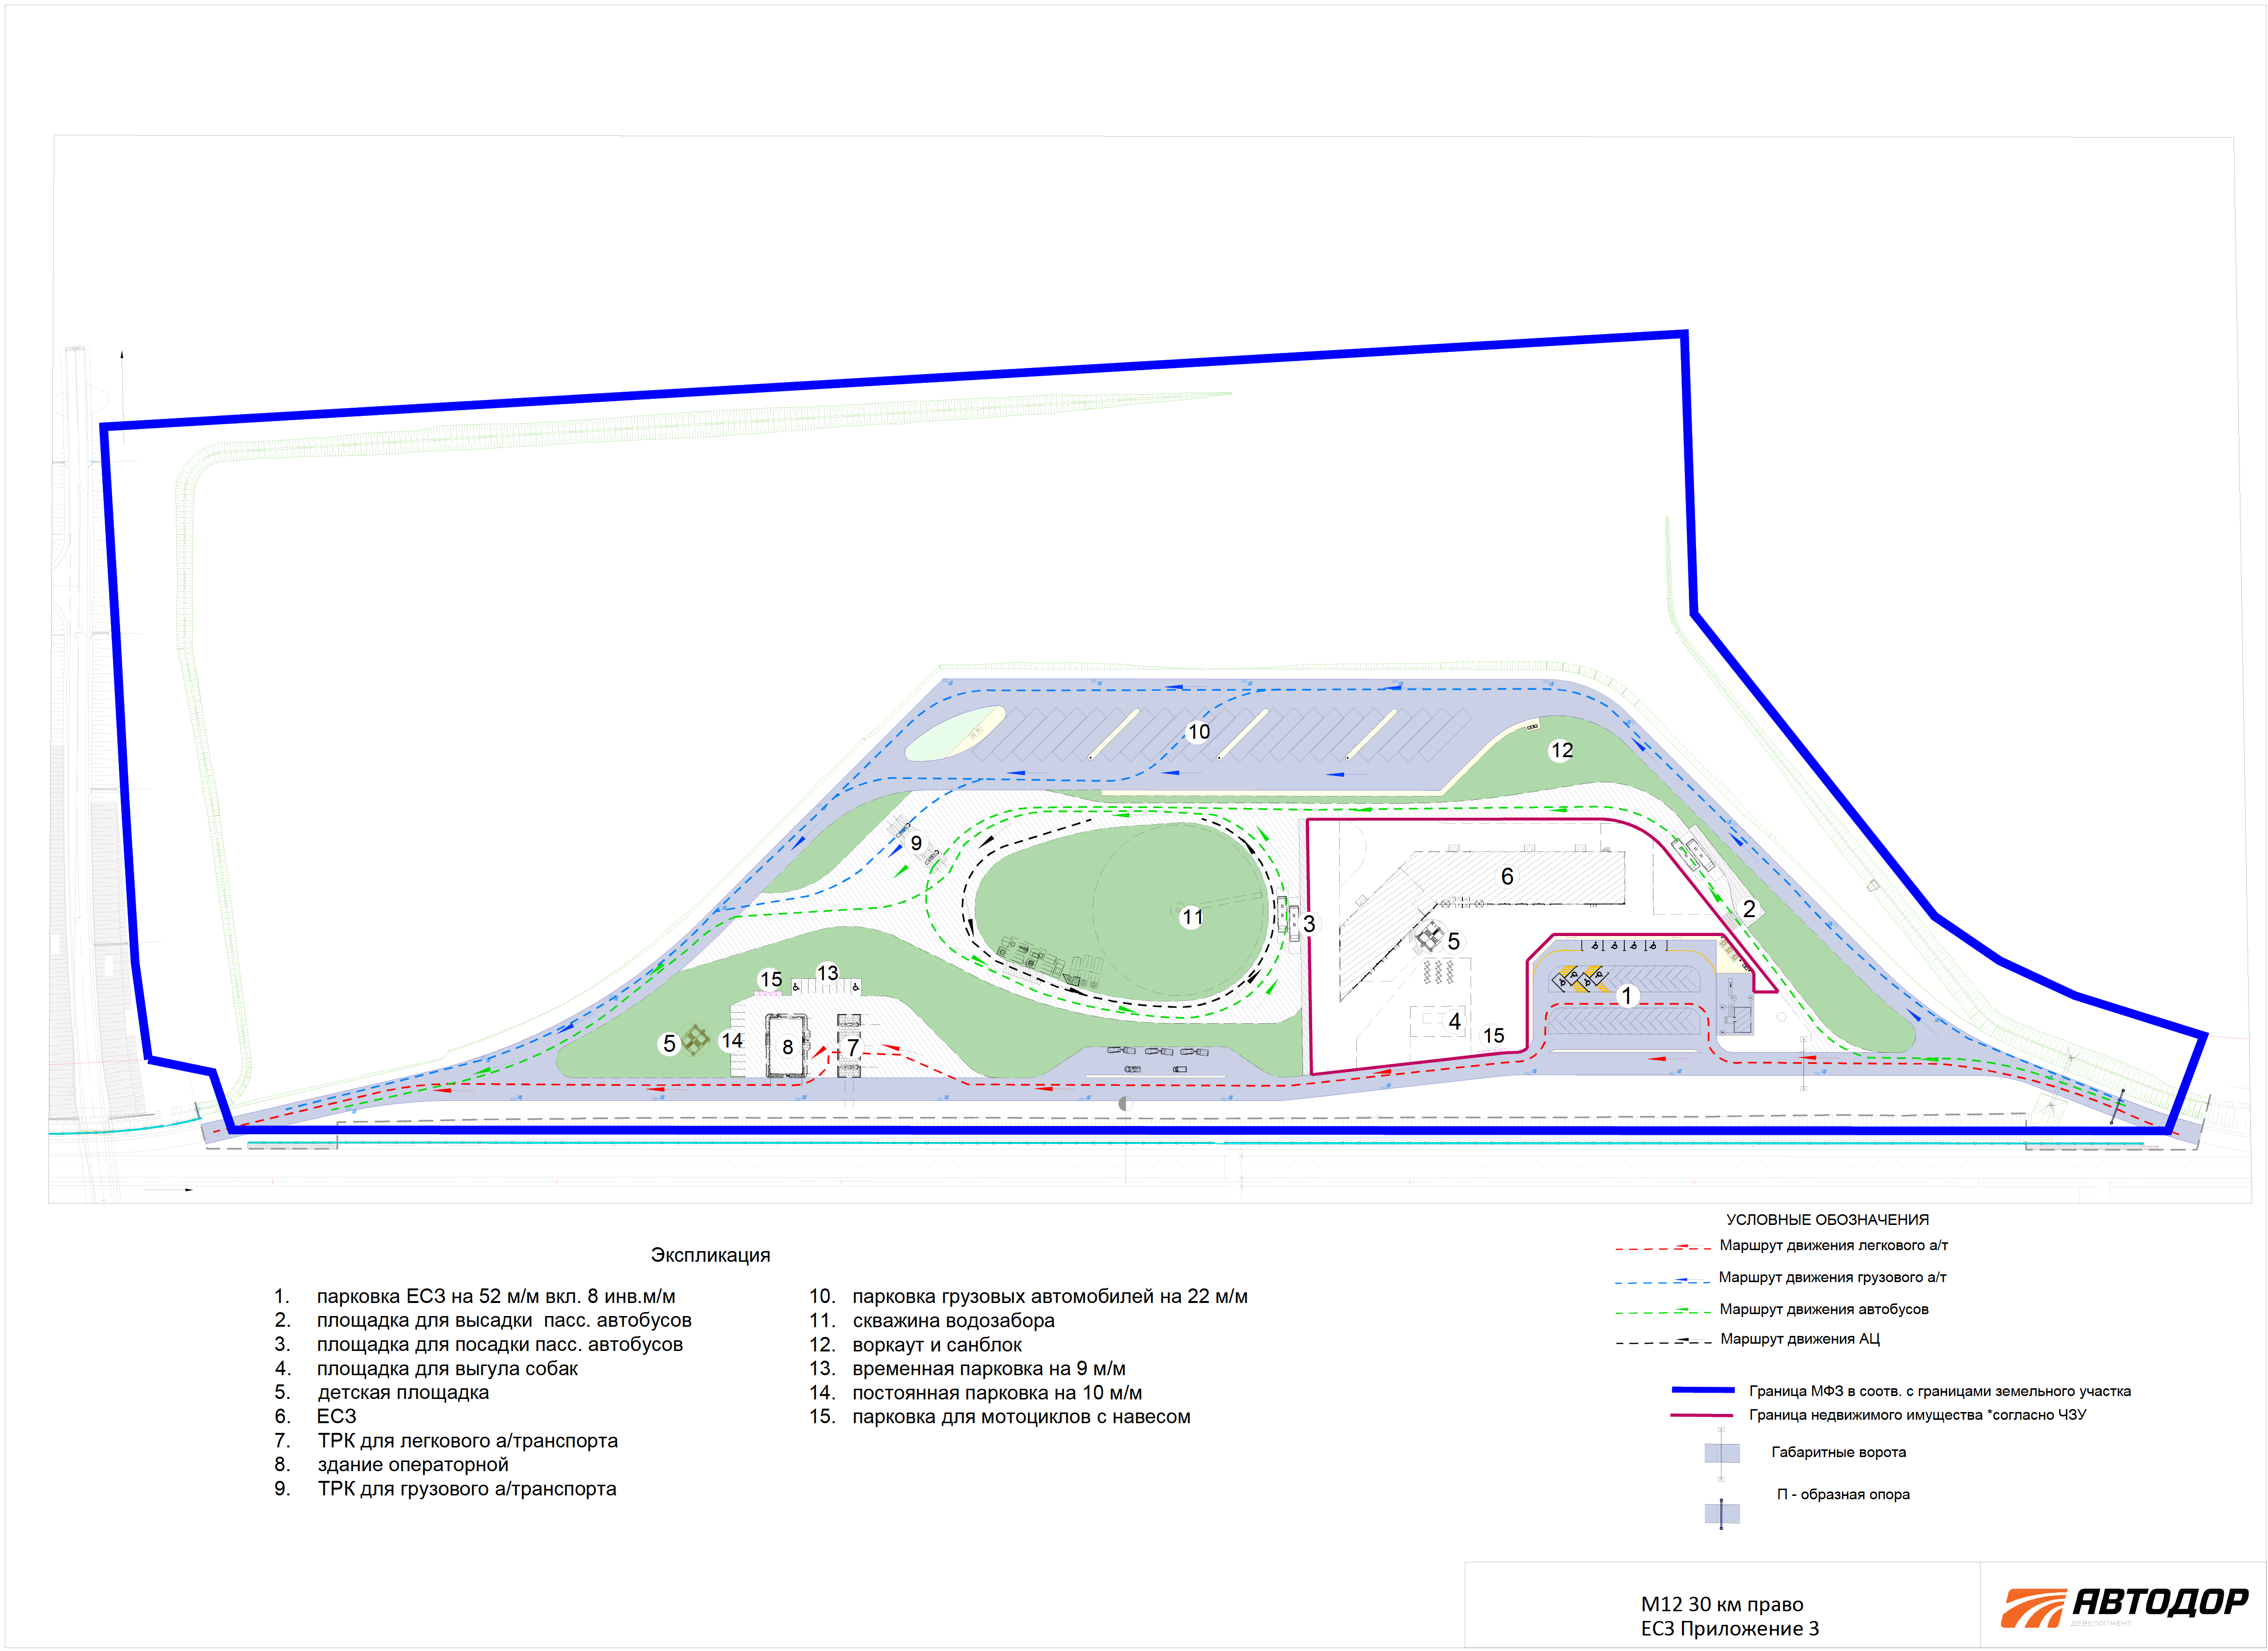 10
12
9
6
11
3
2
5
13
15
1
4
15
14
5
8
7
УСЛОВНЫЕ ОБОЗНАЧЕНИЯ
Маршрут движения легкового а/т
Маршрут движения грузового а/т
Маршрут движения автобусов
Маршрут движения АЦ
Граница МФЗ в соотв. с границами земельного участка
Граница недвижимого имущества *согласно ЧЗУ
Габаритные ворота
П - образная опора
Экспликация
1. парковка ЕСЗ на 52 м/м вкл. 8 инв.м/м
2. площадка для высадки пасс. автобусов
3. площадка для посадки пасс. автобусов
4. площадка для выгула собак
5. детская площадка
6. ЕСЗ
7. ТРК для легкового а/транспорта
8. здание операторной
9. ТРК для грузового а/транспорта
10. парковка грузовых автомобилей на 22 м/м
11. скважина водозабора
12. воркаут и санблок
13. временная парковка на 9 м/м
14. постоянная парковка на 10 м/м
15. парковка для мотоциклов с навесом
М12 30 км право
ЕСЗ Приложение 3
АВТОДОР
ДЕВЕЛОПМЕНТ